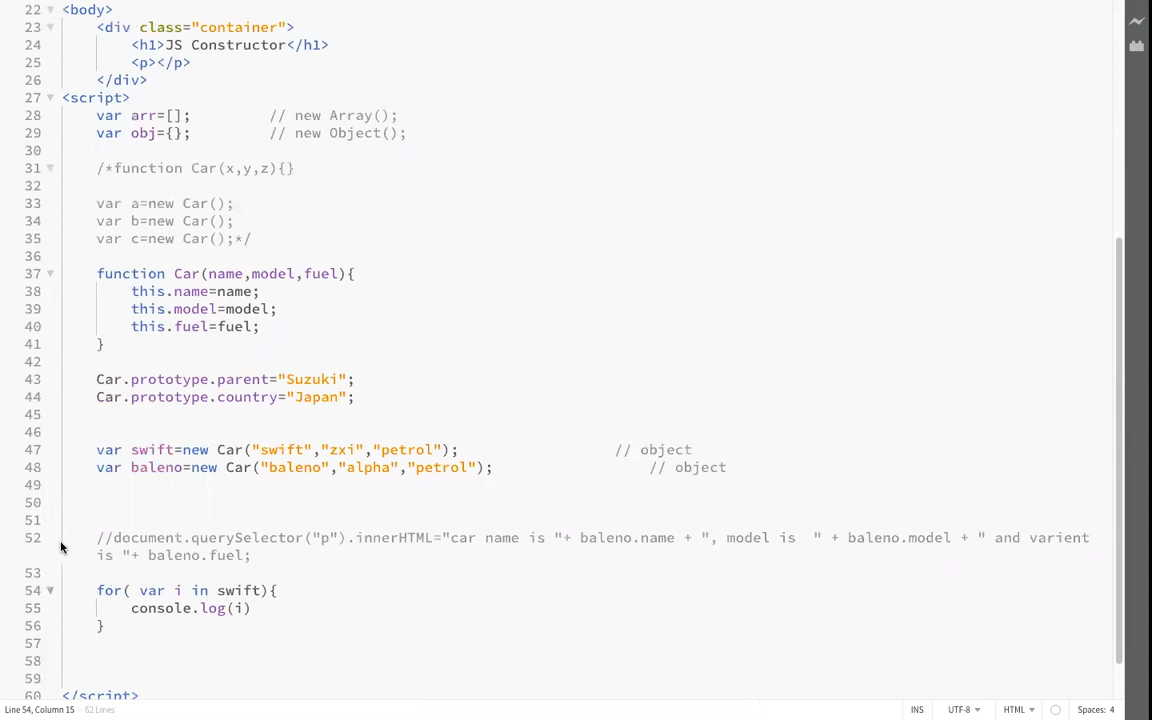 22 <body>
23 <div class="container">
24 <h1>JS Constructor</h1>
25 <p></p>
26 </div>
27 <script>
28 var arr=[]; // new Array();
29 var obj={}; // new Object();
30
31 /*function Car(x,y,z){}
32
33 var a=new Car();
34 var b=new Car();
35 var c=new Car();*/
36
37 function Car(name,model,fuel){
38 this.name=name;
39 this.model=model;
40 this.fuel=fuel;
41 }
42
43 Car.prototype.parent="Suzuki";
44 Car.prototype.country="Japan";
45
46
47 var swift=new Car("swift","zxi","petrol"); // object
48 var baleno=new Car("baleno","alpha","petrol"); // object
49
50
51
52 //document.querySelector("p").innerHTML="car name is "+ baleno.name + ", model is  " + baleno.model + " and varient
is "+ baleno.fuel;
53
54 for( var i in swift){
55 console.log(i)
56 }
57
58
59
60 </script>
Line 54, Column 15 - 62 Lines INS UTF-8 HTML Spaces: 4